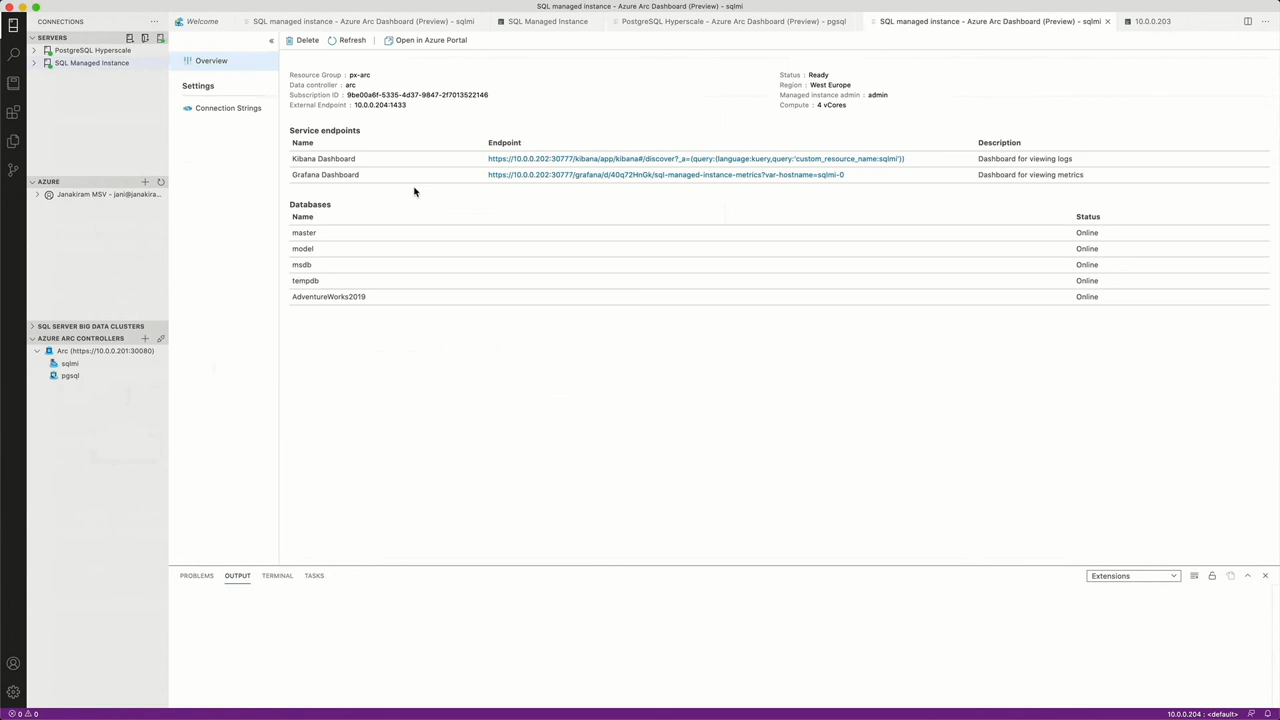 SQL managed instance - Azure Arc Dashboard (Preview) - sqlmi
CONNECTIONS
Welcome
SQL managed instance - Azure Arc Dashboard (Preview) - sqlmi
SQL Managed Instance
PostgreSQL Hyperscale - Azure Arc Dashboard (Preview) - pgsql
SQL managed instance - Azure Arc Dashboard (Preview) - sqlmi
10.0.0.203
SERVERS
PostgreSQL Hyperscale
SQL Managed Instance
AZURE
Janakiram MSV - jani@janakiram...
SQL SERVER BIG DATA CLUSTERS
AZURE ARC CONTROLLERS
Arc (https://10.0.0.201:30080)
sqlmi
pgsql
Overview
Settings
Connection Strings
Delete
Refresh
Open in Azure Portal
Resource Group : px-arc
Data controller : arc
Subscription ID : 9be00a6f-5335-4d37-9847-2f7013522146
External Endpoint : 10.0.0.204:1433
Status : Ready
Region : West Europe
Managed instance admin : admin
Compute : 4 vCores
Service endpoints
Name Endpoint Description
Kibana Dashboard https://10.0.0.202:30777/kibana/app/kibana#/discover?_a=(query:(language:kuery,query:'custom_resource_name:sqlmi')) Dashboard for viewing logs
Grafana Dashboard https://10.0.0.202:30777/grafana/d/40q72HnGk/sql-managed-instance-metrics?var-hostname=sqlmi-0 Dashboard for viewing metrics
Databases
Name Status
master Online
model Online
msdb Online
tempdb Online
AdventureWorks2019 Online
PROBLEMS OUTPUT TERMINAL TASKS
Extensions
0 0
10.0.0.204 : <default>